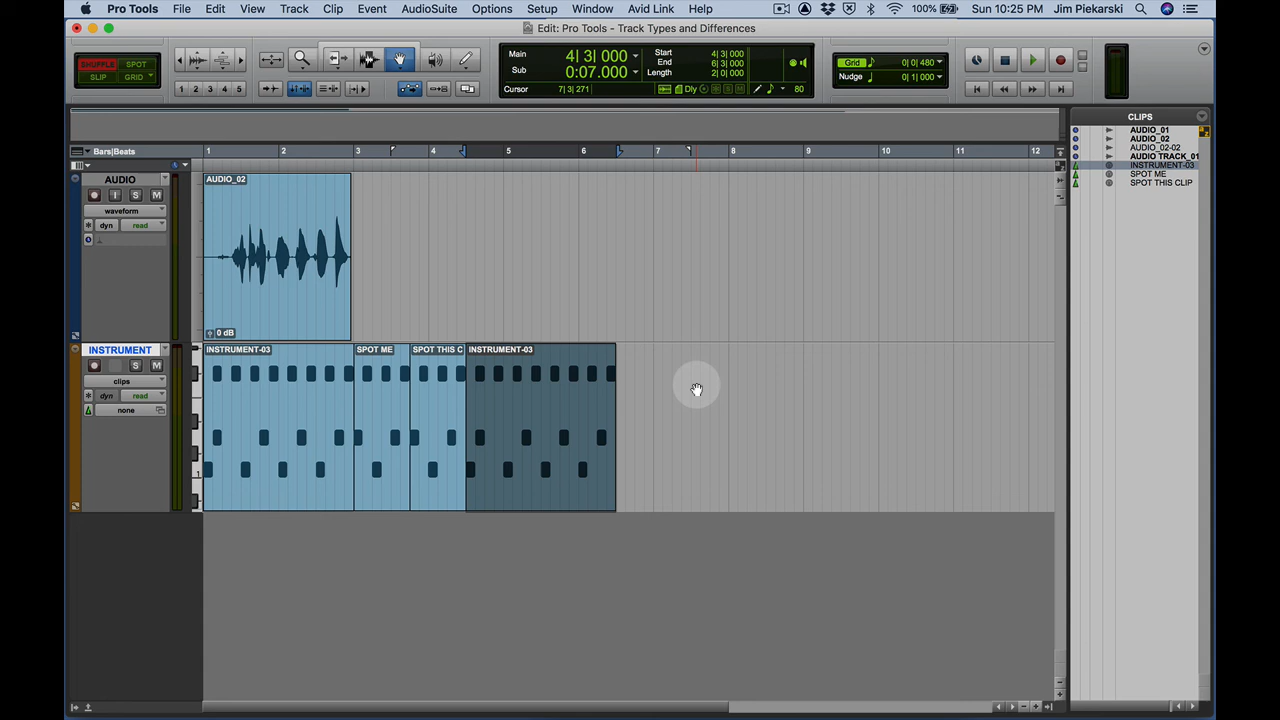 Pro Tools File Edit View Track Clip Event AudioSuite Options Setup Window Avid Link Help 100% Sun 10:25 PM Jim Piekarski
Edit: Pro Tools - Track Types and Differences
SHUFFLE SPOT
SLIP GRID
1 2 3 4 5
Main 4| 3| 000
Sub 0:07.000
Cursor 7| 3| 271
Start 4| 3| 000
End 6| 3| 000
Length 2| 0| 000
Dly S M 80
Grid 0| 0| 480
Nudge 0| 1| 000
CLIPS
AUDIO_01
AUDIO_02
AUDIO_02-02
AUDIO TRACK_01
INSTRUMENT-03
SPOT ME
SPOT THIS CLIP
Bars|Beats 1 2 3 4 5 6 7 8 9 10 11 12
AUDIO
I S M
waveform
dyn read
AUDIO_02
0 dB
INSTRUMENT
S M
clips
dyn read
none
1
INSTRUMENT-03 SPOT ME SPOT THIS C INSTRUMENT-03